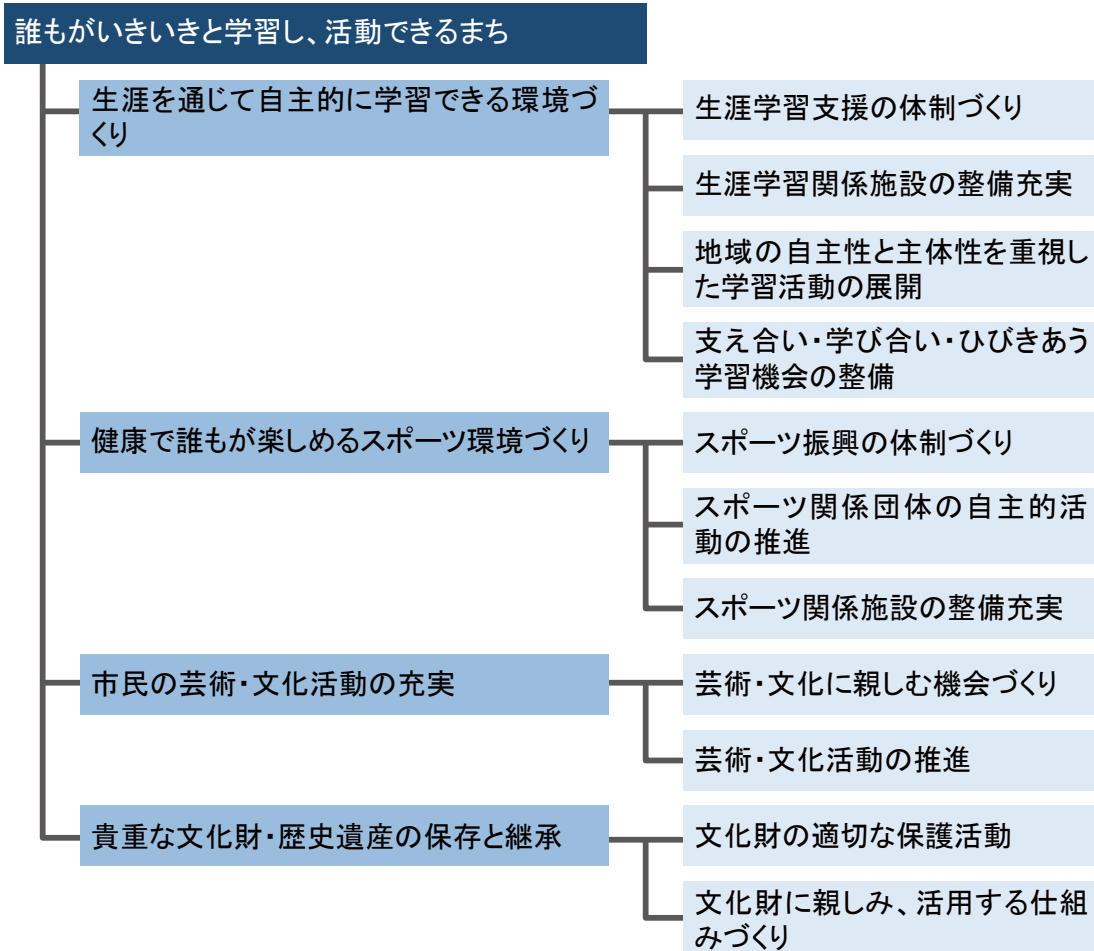 誰もがいきいきと学習し、活動できるまち
生涯を通じて自主的に学習できる環境づ
くり
生涯学習支援の体制づくり
生涯学習関係施設の整備充実
地域の自主性と主体性を重視し
た学習活動の展開
支え合い・学び合い・ひびきあう
学習機会の整備
健康で誰もが楽しめるスポーツ環境づくり
スポーツ振興の体制づくり
スポーツ関係団体の自主的活
動の推進
スポーツ関係施設の整備充実
市民の芸術・文化活動の充実
芸術・文化に親しむ機会づくり
芸術・文化活動の推進
貴重な文化財・歴史遺産の保存と継承
文化財の適切な保護活動
文化財に親しみ、活用する仕組
みづくり